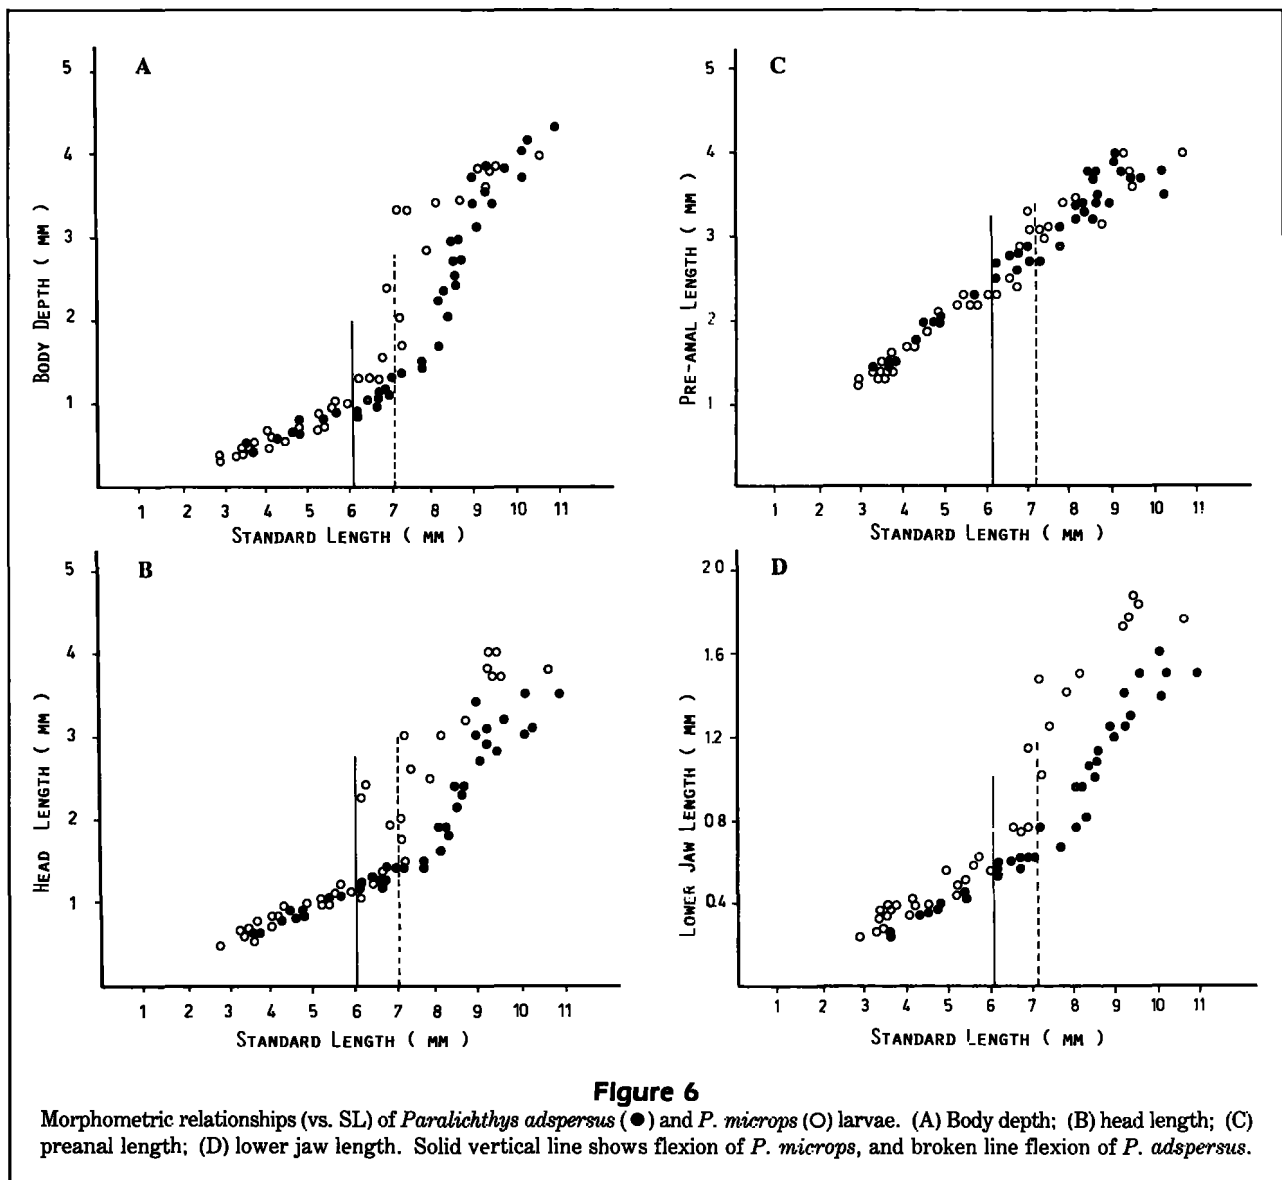 A
5
4
3
2
1
BODY DEPTH ( MM )
1 2 3 4 5 6 7 8 9 10 11
STANDARD LENGTH ( MM )
C
5
4
3
2
1
PRE-ANAL LENGTH ( MM )
1 2 3 4 5 6 7 8 9 10 11
STANDARD LENGTH ( MM )
B
5
4
3
2
1
HEAD LENGTH ( MM )
1 2 3 4 5 6 7 8 9 10 11
STANDARD LENGTH ( MM )
D
2 0
1.6
1.2
0 8
0.4
LOWER JAW LENGTH ( MM )
1 2 3 4 5 6 7 8 9 10 11
STANDARD LENGTH ( MM )
Figure 6
Morphometric relationships (vs. SL) of Paralichthys adspersus (●) and P. microps (○) larvae. (A) Body depth; (B) head length; (C)
preanal length; (D) lower jaw length. Solid vertical line shows flexion of P. microps, and broken line flexion of P. adspersus.